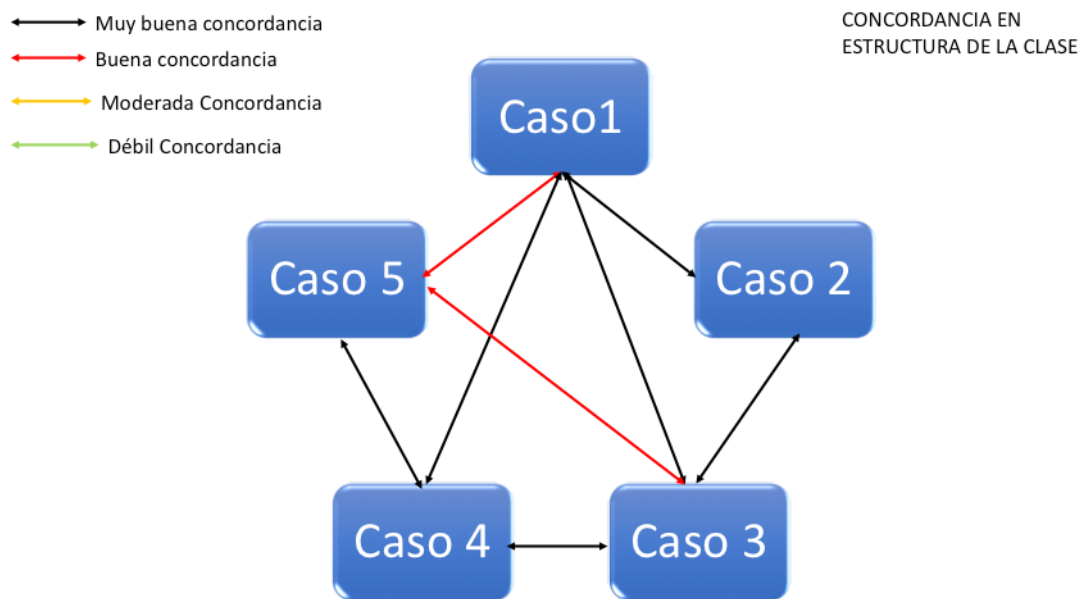 Muy buena concordancia
Buena concordancia
Moderada Concordancia
Débil Concordancia
CONCORDANCIA EN
ESTRUCTURA DE LA CLASE
Caso1
Caso 5
Caso 2
Caso 4
Caso 3